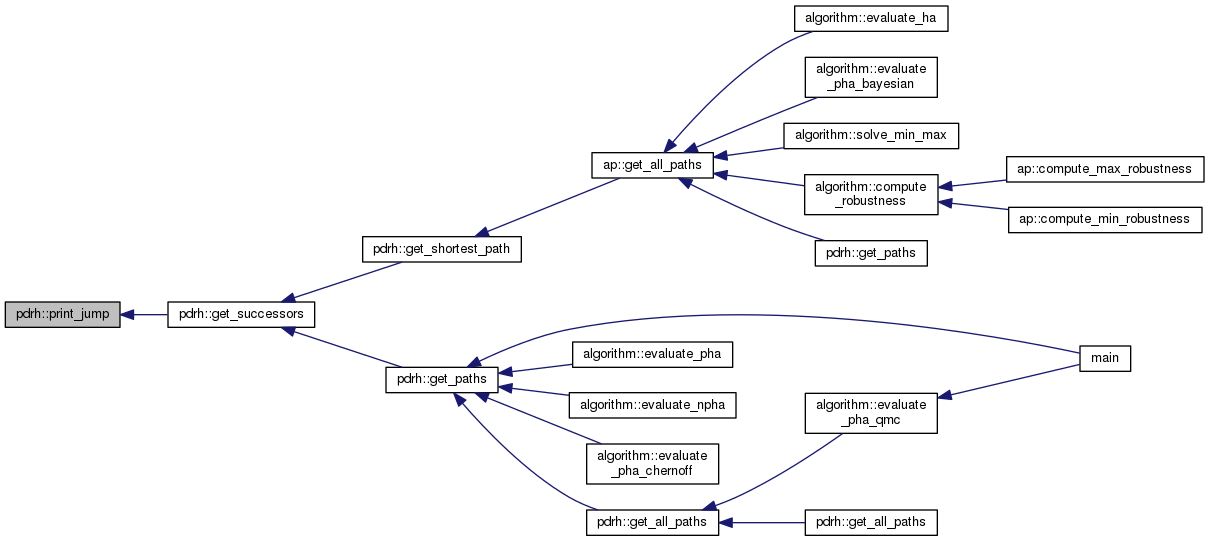 algorithm::evaluate_ha
algorithm::evaluate
_pha_bayesian
algorithm::solve_min_max
ap::get_all_paths
ap::compute_max_robustness
algorithm::compute
_robustness
ap::compute_min_robustness
pdrh::get_shortest_path
pdrh::get_paths
pdrh::print_jump
pdrh::get_successors
algorithm::evaluate_pha
main
pdrh::get_paths
algorithm::evaluate_npha
algorithm::evaluate
_pha_qmc
algorithm::evaluate
_pha_chernoff
pdrh::get_all_paths
pdrh::get_all_paths